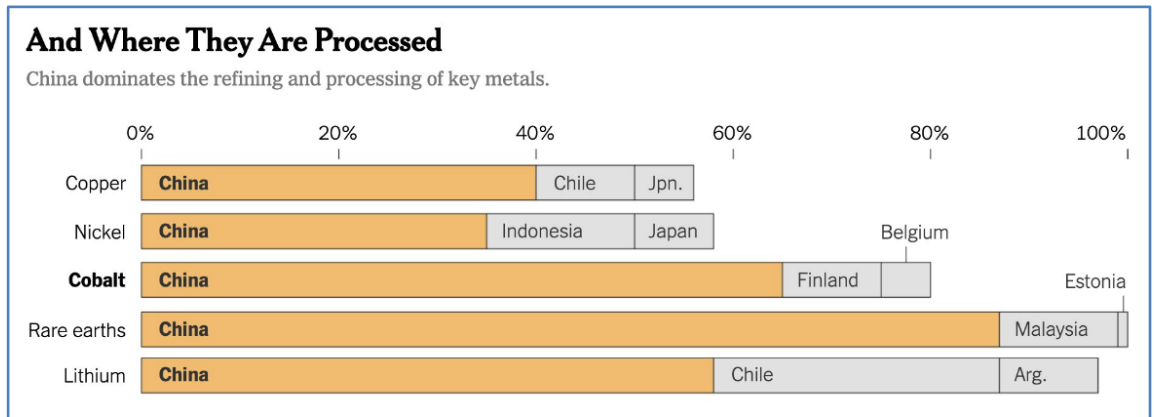 And Where They Are Processed
China dominates the refining and processing of key metals.
0% 20% 40% 60% 80% 100%
Copper China Chile Jpn.
Nickel China Indonesia Japan Belgium
Cobalt China Finland Estonia
Rare earths China Malaysia
Lithium China Chile Arg.